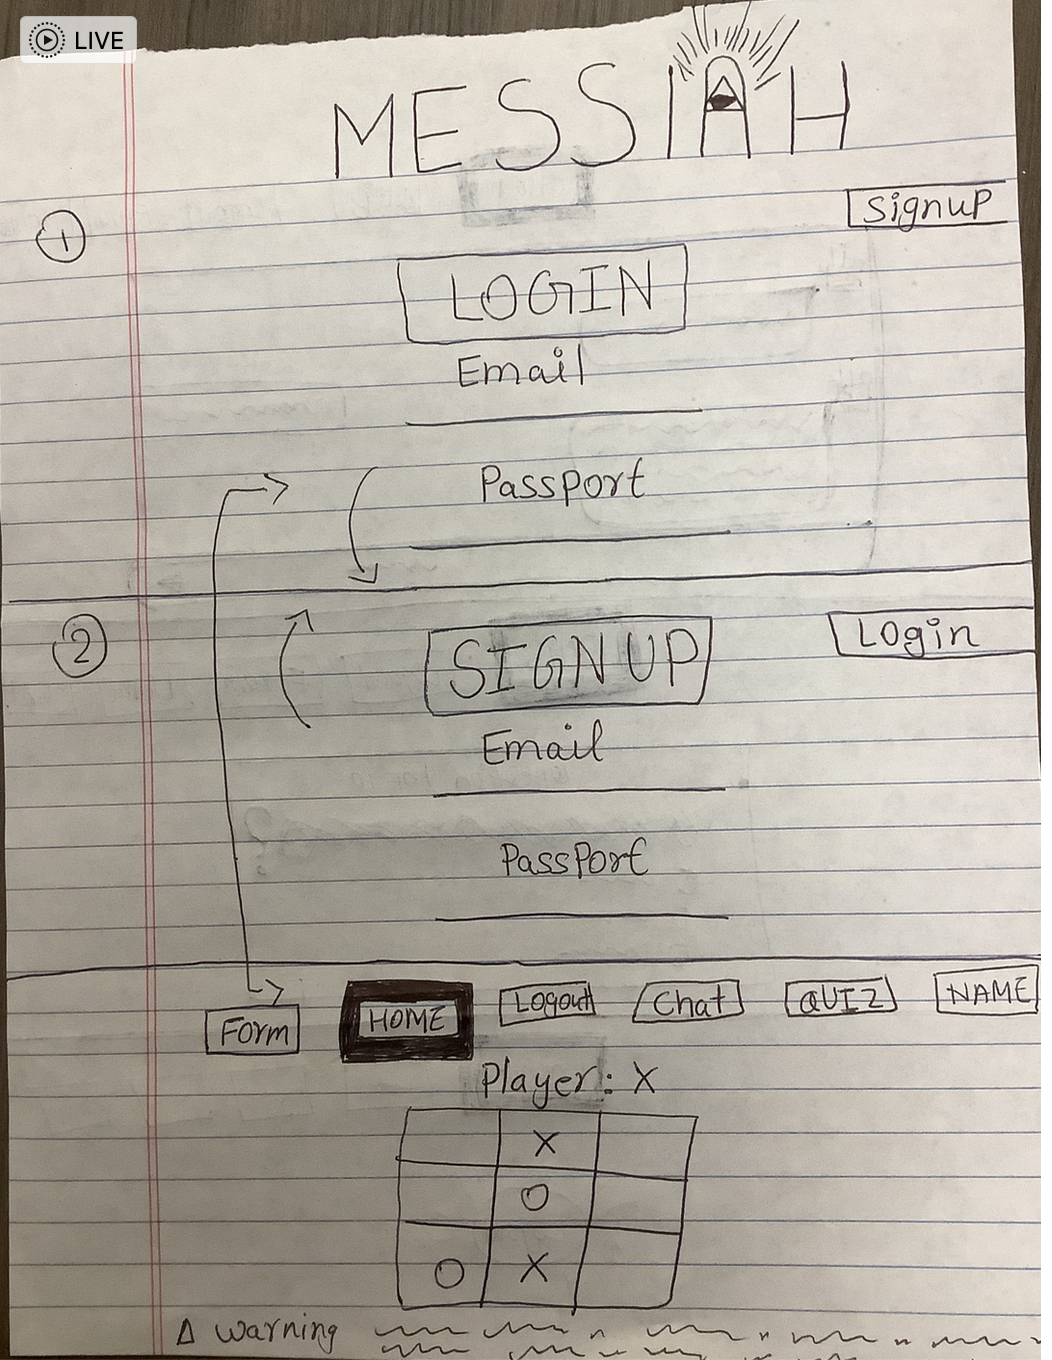 LIVE
MESSIAH
1
Signup
LOGIN
Email
Passport
2
SIGNUP
Login
Email
Passport
Form HOME Logout Chat QUIZ NAME
Player: X
X
O
O X
Δ warning